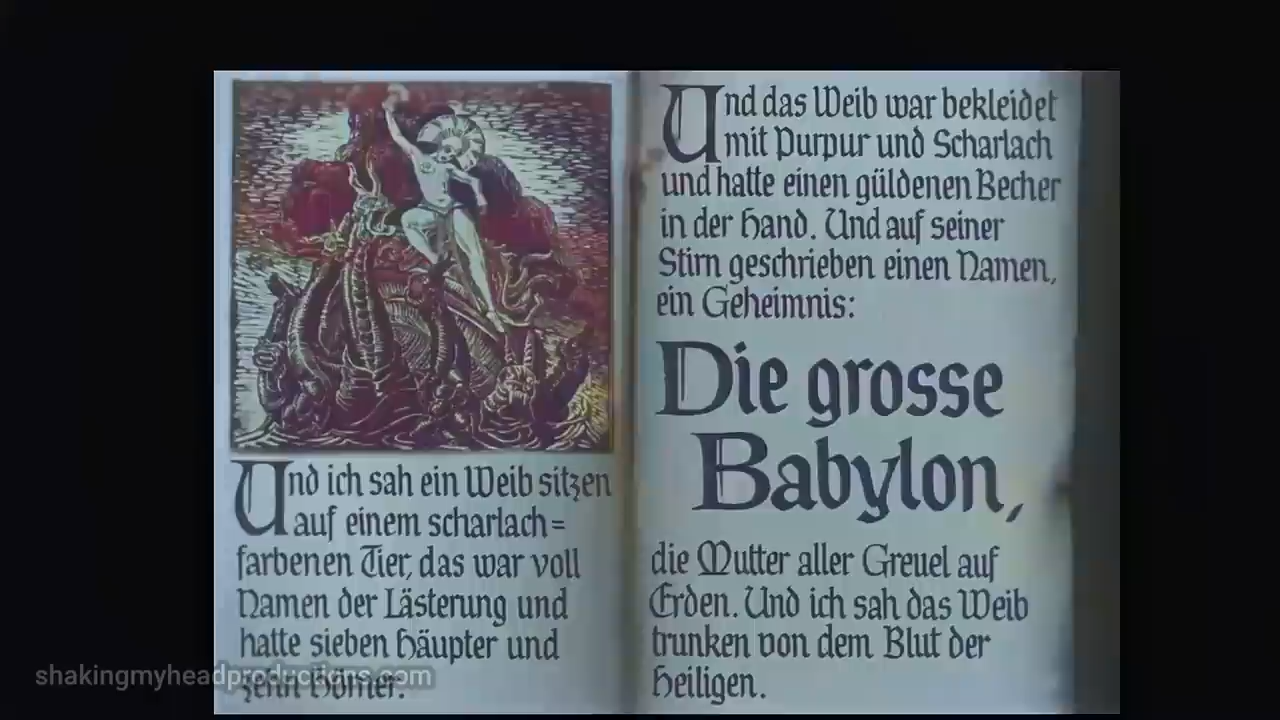 Und ich sah ein Weib sitzen
auf einem scharlach=
farbenen Tier, das war voll
Namen der Lästerung und
hatte sieben Häupter und
zehn Hörner.
Und das Weib war bekleidet
mit Purpur und Scharlach
und hatte einen güldenen Becher
in der Hand. Und auf seiner
Stirn geschrieben einen Namen,
ein Geheimnis:
Die grosse
Babylon,
die Mutter aller Greuel auf
Erden. Und ich sah das Weib
trunken von dem Blut der
Heiligen.
shakingmyheadproductions.com